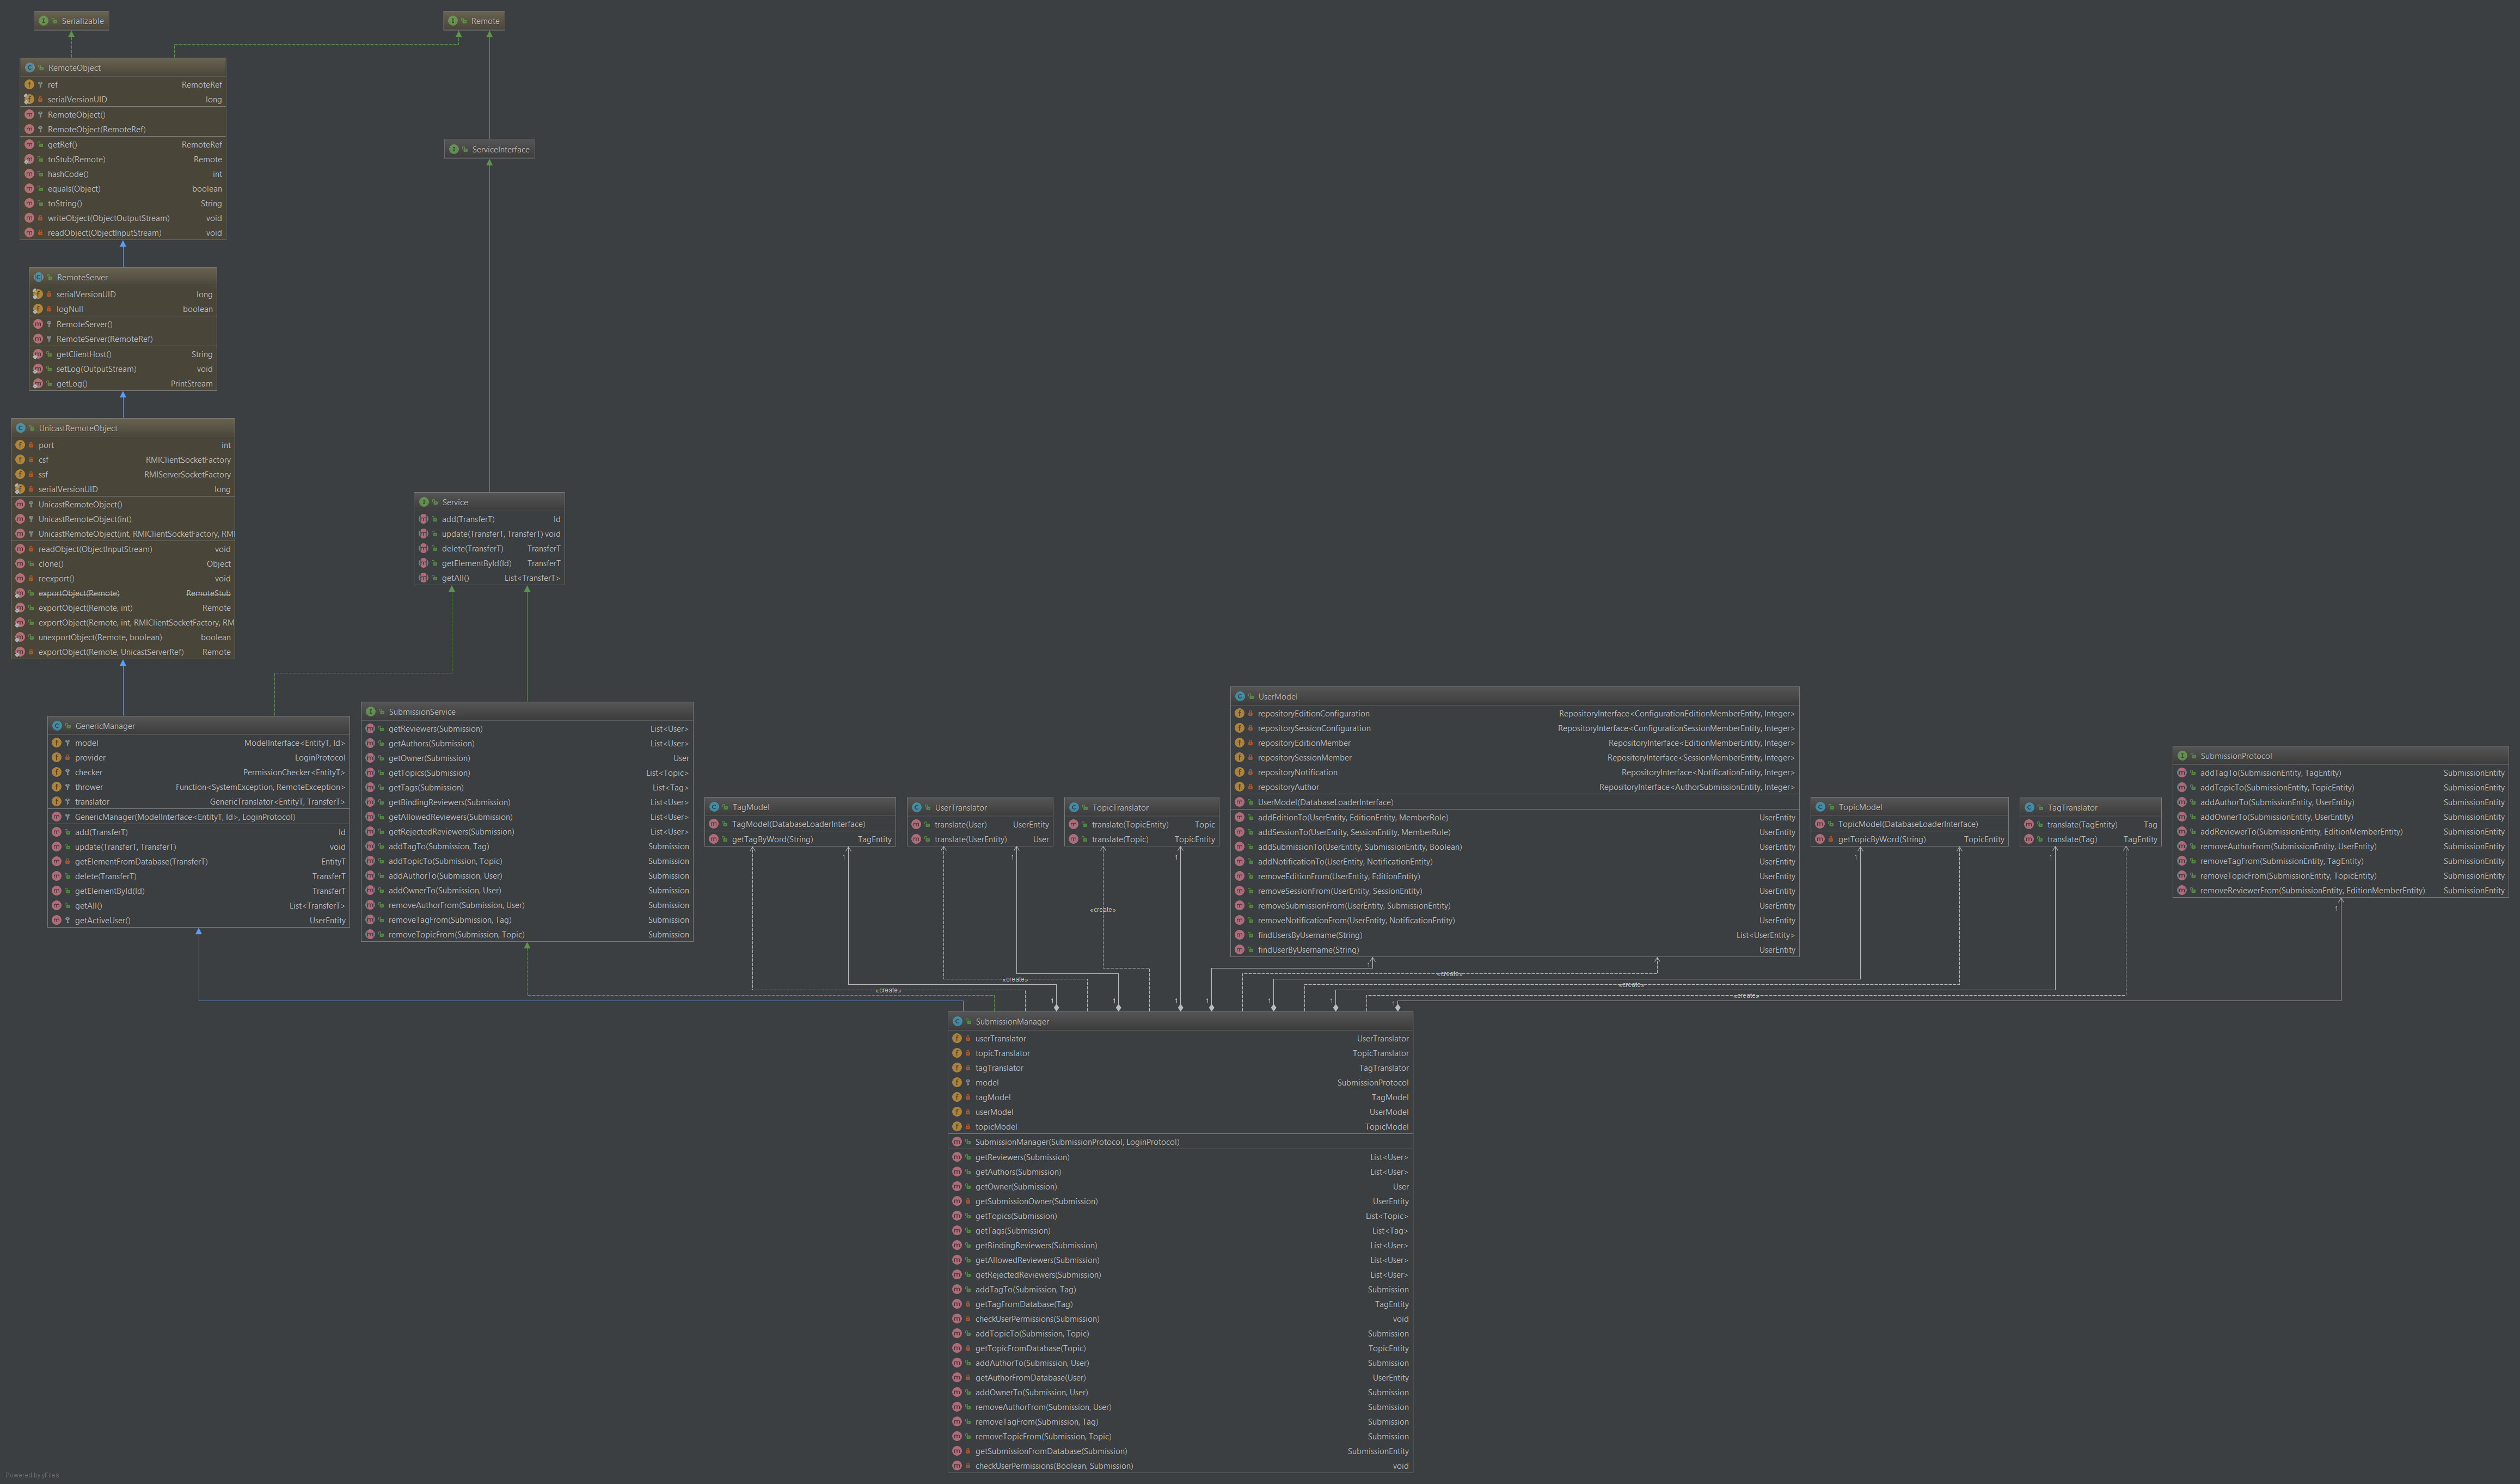 Serializable
Remote
RemoteObject
ref RemoteRef
serialVersionUID long
RemoteObject()
RemoteObject(RemoteRef)
getRef() RemoteRef
toStub(Remote) Remote
hashCode() int
equals(Object) boolean
toString() String
writeObject(ObjectOutputStream) void
readObject(ObjectInputStream) void
ServiceInterface
RemoteServer
serialVersionUID long
logNull boolean
RemoteServer()
RemoteServer(RemoteRef)
getClientHost() String
setLog(OutputStream) void
getLog() PrintStream
UnicastRemoteObject
port int
csf RMIClientSocketFactory
ssf RMIServerSocketFactory
serialVersionUID long
UnicastRemoteObject()
UnicastRemoteObject(int)
UnicastRemoteObject(int, RMIClientSocketFactory, RMI
readObject(ObjectInputStream) void
clone() Object
reexport() void
exportObject(Remote) RemoteStub
exportObject(Remote, int) Remote
exportObject(Remote, int, RMIClientSocketFactory, RM
unexportObject(Remote, boolean) boolean
exportObject(Remote, UnicastServerRef) Remote
Service
add(TransferT) Id
update(TransferT, TransferT) void
delete(TransferT) TransferT
getElementById(Id) TransferT
getAll() List<TransferT>
GenericManager
model ModelInterface<EntityT, Id>
provider LoginProtocol
checker PermissionChecker<EntityT>
thrower Function<SystemException, RemoteException>
translator GenericTranslator<EntityT, TransferT>
GenericManager(ModelInterface<EntityT, Id>, LoginProtocol)
add(TransferT) Id
update(TransferT, TransferT) void
getElementFromDatabase(TransferT) EntityT
delete(TransferT) TransferT
getElementById(Id) TransferT
getAll() List<TransferT>
getActiveUser() UserEntity
SubmissionService
getReviewers(Submission) List<User>
getAuthors(Submission) List<User>
getOwner(Submission) User
getTopics(Submission) List<Topic>
getTags(Submission) List<Tag>
getBindingReviewers(Submission) List<User>
getAllowedReviewers(Submission) List<User>
getRejectedReviewers(Submission) List<User>
addTagTo(Submission, Tag) Submission
addTopicTo(Submission, Topic) Submission
addAuthorTo(Submission, User) Submission
addOwnerTo(Submission, User) Submission
removeAuthorFrom(Submission, User) Submission
removeTagFrom(Submission, Tag) Submission
removeTopicFrom(Submission, Topic) Submission
TagModel
TagModel(DatabaseLoaderInterface)
getTagByWord(String) TagEntity
UserTranslator
translate(User) UserEntity
translate(UserEntity) User
TopicTranslator
translate(TopicEntity) Topic
translate(Topic) TopicEntity
UserModel
repositoryEditionConfiguration RepositoryInterface<ConfigurationEditionMemberEntity, Integer>
repositorySessionConfiguration RepositoryInterface<ConfigurationSessionMemberEntity, Integer>
repositoryEditionMember RepositoryInterface<EditionMemberEntity, Integer>
repositorySessionMember RepositoryInterface<SessionMemberEntity, Integer>
repositoryNotification RepositoryInterface<NotificationEntity, Integer>
repositoryAuthor RepositoryInterface<AuthorSubmissionEntity, Integer>
UserModel(DatabaseLoaderInterface)
addEditionTo(UserEntity, EditionEntity, MemberRole) UserEntity
addSessionTo(UserEntity, SessionEntity, MemberRole) UserEntity
addSubmissionTo(UserEntity, SubmissionEntity, Boolean) UserEntity
addNotificationTo(UserEntity, NotificationEntity) UserEntity
removeEditionFrom(UserEntity, EditionEntity) UserEntity
removeSessionFrom(UserEntity, SessionEntity) UserEntity
removeSubmissionFrom(UserEntity, SubmissionEntity) UserEntity
removeNotificationFrom(UserEntity, NotificationEntity) UserEntity
findUsersByUsername(String) List<UserEntity>
findUserByUsername(String) UserEntity
TopicModel
TopicModel(DatabaseLoaderInterface)
getTopicByWord(String) TopicEntity
TagTranslator
translate(TagEntity) Tag
translate(Tag) TagEntity
SubmissionProtocol
addTagTo(SubmissionEntity, TagEntity) SubmissionEntity
addTopicTo(SubmissionEntity, TopicEntity) SubmissionEntity
addAuthorTo(SubmissionEntity, UserEntity) SubmissionEntity
addOwnerTo(SubmissionEntity, UserEntity) SubmissionEntity
addReviewerTo(SubmissionEntity, EditionMemberEntity) SubmissionEntity
removeAuthorFrom(SubmissionEntity, UserEntity) SubmissionEntity
removeTagFrom(SubmissionEntity, TagEntity) SubmissionEntity
removeTopicFrom(SubmissionEntity, TopicEntity) SubmissionEntity
removeReviewerFrom(SubmissionEntity, EditionMemberEntity) SubmissionEntity
1 1 1 1 1 1
«create»
1
«create»
«create»
«create»
«create»
«create»
1 1 1 1 1 1 1
SubmissionManager
userTranslator UserTranslator
topicTranslator TopicTranslator
tagTranslator TagTranslator
model SubmissionProtocol
tagModel TagModel
userModel UserModel
topicModel TopicModel
SubmissionManager(SubmissionProtocol, LoginProtocol)
getReviewers(Submission) List<User>
getAuthors(Submission) List<User>
getOwner(Submission) User
getSubmissionOwner(Submission) UserEntity
getTopics(Submission) List<Topic>
getTags(Submission) List<Tag>
getBindingReviewers(Submission) List<User>
getAllowedReviewers(Submission) List<User>
getRejectedReviewers(Submission) List<User>
addTagTo(Submission, Tag) Submission
getTagFromDatabase(Tag) TagEntity
checkUserPermissions(Submission) void
addTopicTo(Submission, Topic) Submission
getTopicFromDatabase(Topic) TopicEntity
addAuthorTo(Submission, User) Submission
getAuthorFromDatabase(User) UserEntity
addOwnerTo(Submission, User) Submission
removeAuthorFrom(Submission, User) Submission
removeTagFrom(Submission, Tag) Submission
removeTopicFrom(Submission, Topic) Submission
getSubmissionFromDatabase(Submission) SubmissionEntity
checkUserPermissions(Boolean, Submission) void
Powered by yFiles